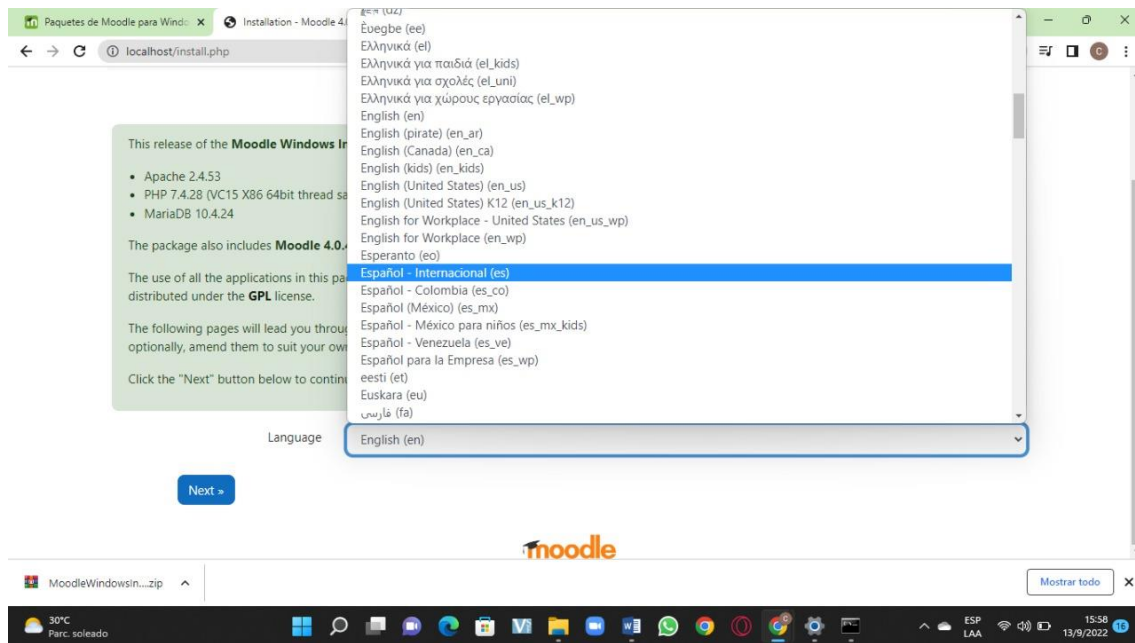 Paquetes de Moodle para Windo
Installation - Moodle 4.
localhost/install.php
Èʋegbe (ee)
Ελληνικά (el)
Ελληνικά για παιδιά (el_kids)
Ελληνικά για σχολές (el_uni)
Ελληνικά για χώρους εργασίας (el_wp)
English (en)
English (pirate) (en_ar)
English (Canada) (en_ca)
English (kids) (en_kids)
English (United States) (en_us)
English (United States) K12 (en_us_k12)
English for Workplace - United States (en_us_wp)
English for Workplace (en_wp)
Esperanto (eo)
Español - Internacional (es)
Español - Colombia (es_co)
Español (México) (es_mx)
Español - México para niños (es_mx_kids)
Español - Venezuela (es_ve)
Español para la Empresa (es_wp)
eesti (et)
Euskara (eu)
فارسی (fa)
This release of the Moodle Windows In
• Apache 2.4.53
• PHP 7.4.28 (VC15 X86 64bit thread sa
• MariaDB 10.4.24
The package also includes Moodle 4.0.
The use of all the applications in this pa
distributed under the GPL license.
The following pages will lead you throu
optionally, amend them to suit your ow
Click the "Next" button below to contin
Language
English (en)
Next »
moodle
MoodleWindowsIn....zip
Mostrar todo
30°C
Parc. soleado
ESP
LAA
15:58
13/9/2022
16